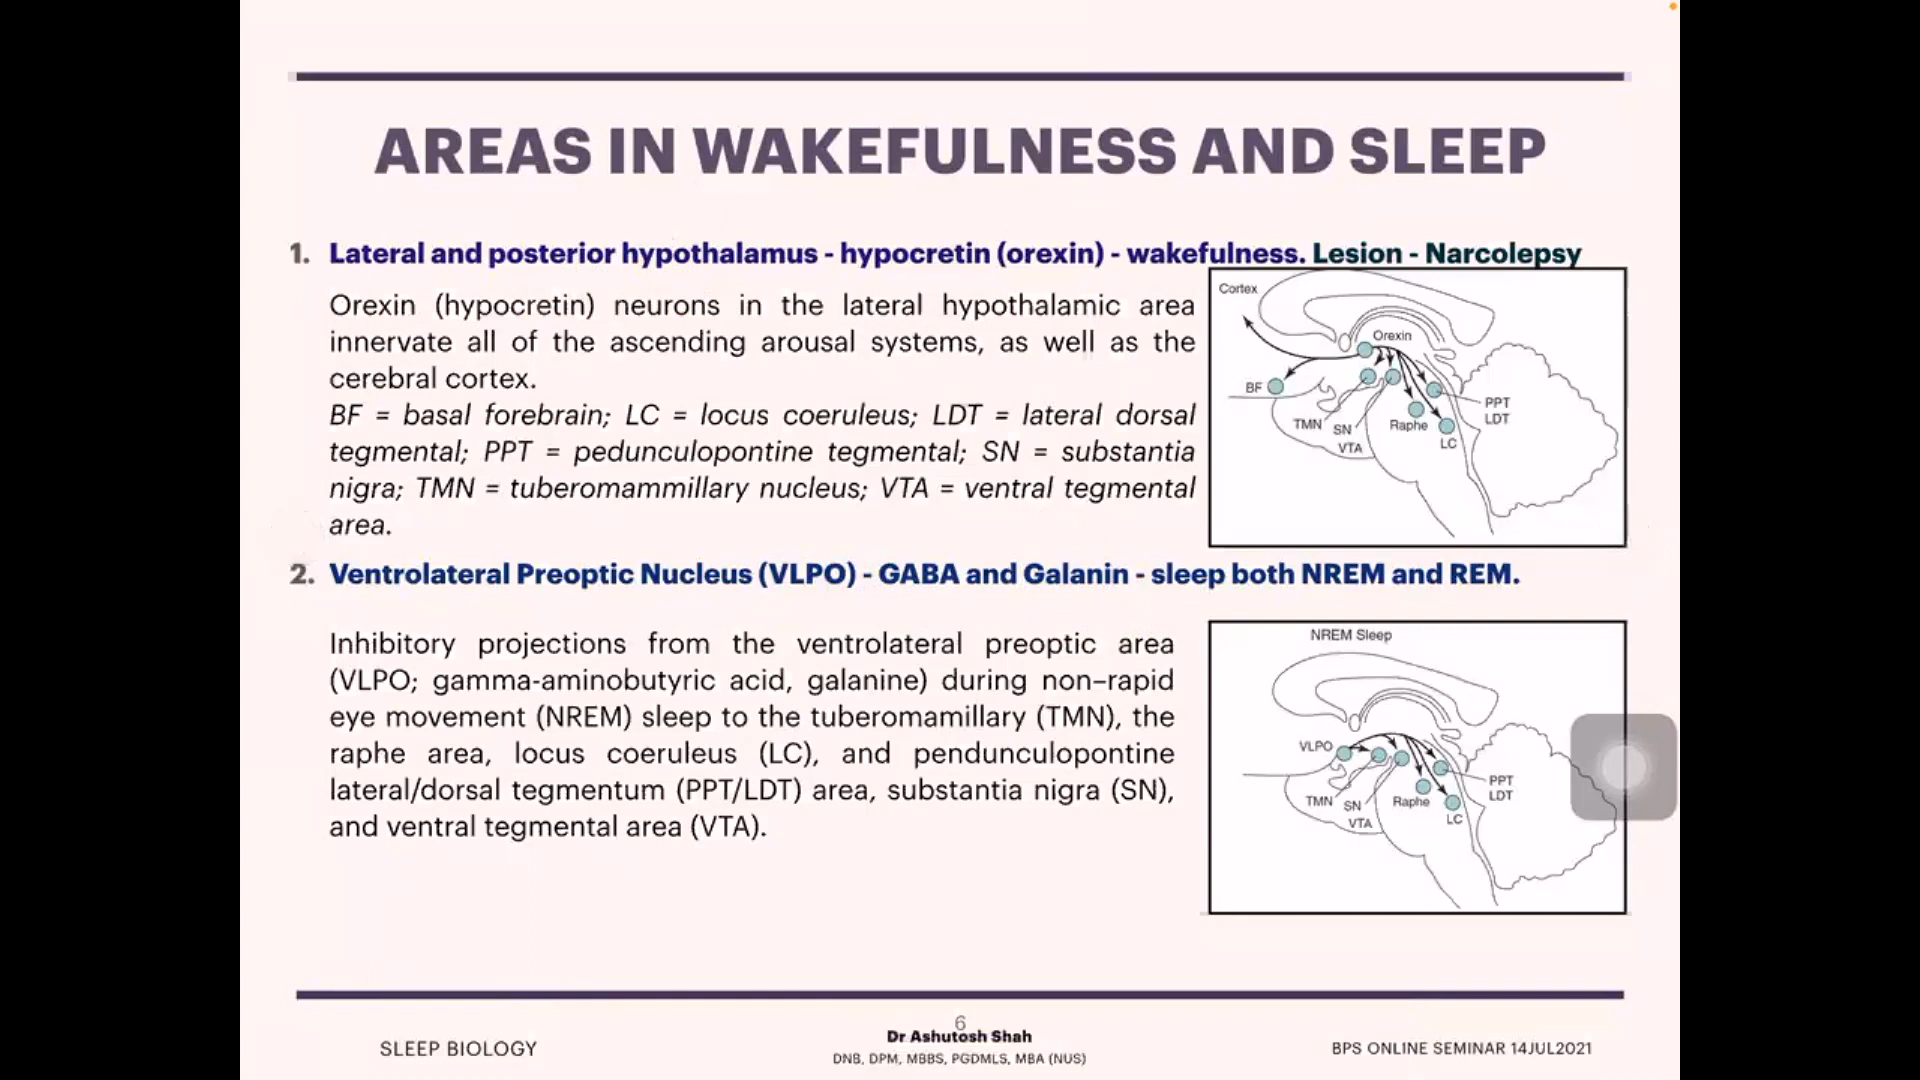 AREAS IN WAKEFULNESS AND SLEEP
1. Lateral and posterior hypothalamus - hypocretin (orexin) - wakefulness. Lesion - Narcolepsy
Orexin (hypocretin) neurons in the lateral hypothalamic area
innervate all of the ascending arousal systems, as well as the
cerebral cortex.
BF = basal forebrain; LC = locus coeruleus; LDT = lateral dorsal
tegmental; PPT = pedunculopontine tegmental; SN = substantia
nigra; TMN = tuberomammillary nucleus; VTA = ventral tegmental
area.
Cortex
Orexin
BF
PPT
LDT
TMN
SN
VTA
Raphe
LC
2. Ventrolateral Preoptic Nucleus (VLPO) - GABA and Galanin - sleep both NREM and REM.
Inhibitory projections from the ventrolateral preoptic area
(VLPO; gamma-aminobutyric acid, galanine) during non–rapid
eye movement (NREM) sleep to the tuberomamillary (TMN), the
raphe area, locus coeruleus (LC), and pendunculopontine
lateral/dorsal tegmentum (PPT/LDT) area, substantia nigra (SN),
and ventral tegmental area (VTA).
NREM Sleep
VLPO
PPT
LDT
TMN
SN
VTA
Raphe
LC
6
SLEEP BIOLOGY
Dr Ashutosh Shah
DNB, DPM, MBBS, PGDMLS, MBA (NUS)
BPS ONLINE SEMINAR 14JUL2021